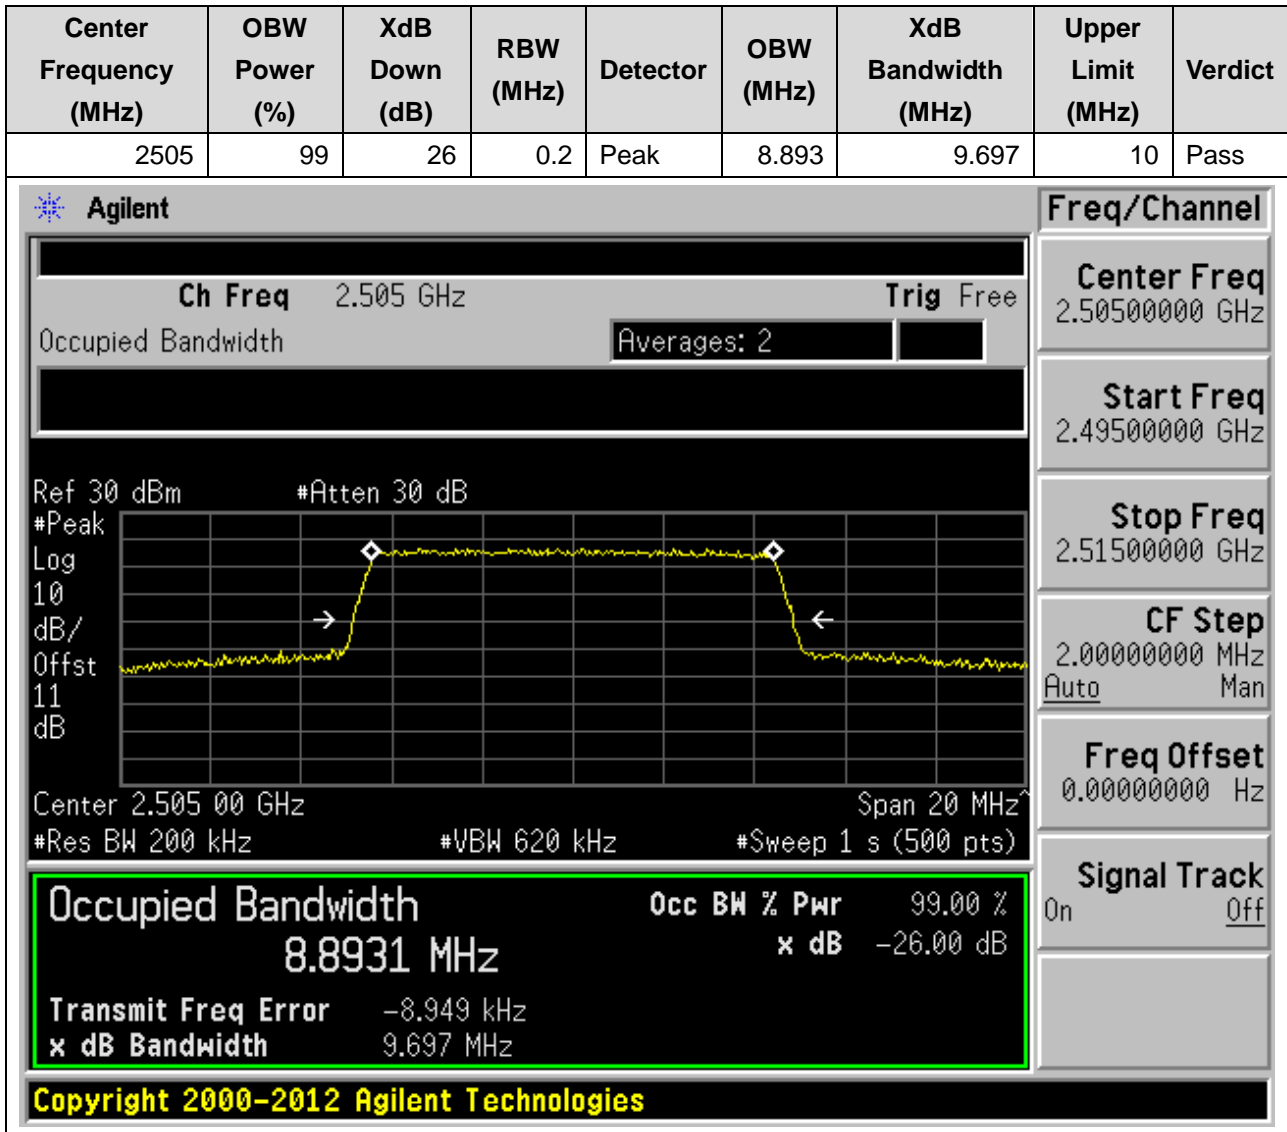 Center Frequency (MHz) OBW Power (%) XdB Down (dB) RBW (MHz) Detector OBW (MHz) XdB Bandwidth (MHz) Upper Limit (MHz) Verdict
2505 99 26 0.2 Peak 8.893 9.697 10 Pass
Agilent
Freq/Channel
Ch Freq 2.505 GHz Trig Free
Occupied Bandwidth Averages: 2
Center Freq
2.50500000 GHz
Start Freq
2.49500000 GHz
Stop Freq
2.51500000 GHz
CF Step
2.00000000 MHz
Auto Man
Freq Offset
0.00000000 Hz
Signal Track
On Off
Ref 30 dBm #Atten 30 dB
#Peak
Log
10
dB/
Offst
11
dB
Center 2.505 00 GHz Span 20 MHz^
#Res BW 200 kHz #VBW 620 kHz #Sweep 1 s (500 pts)
Occupied Bandwidth Occ BW % Pwr 99.00 %
8.8931 MHz x dB -26.00 dB
Transmit Freq Error -8.949 kHz
x dB Bandwidth 9.697 MHz
Copyright 2000-2012 Agilent Technologies